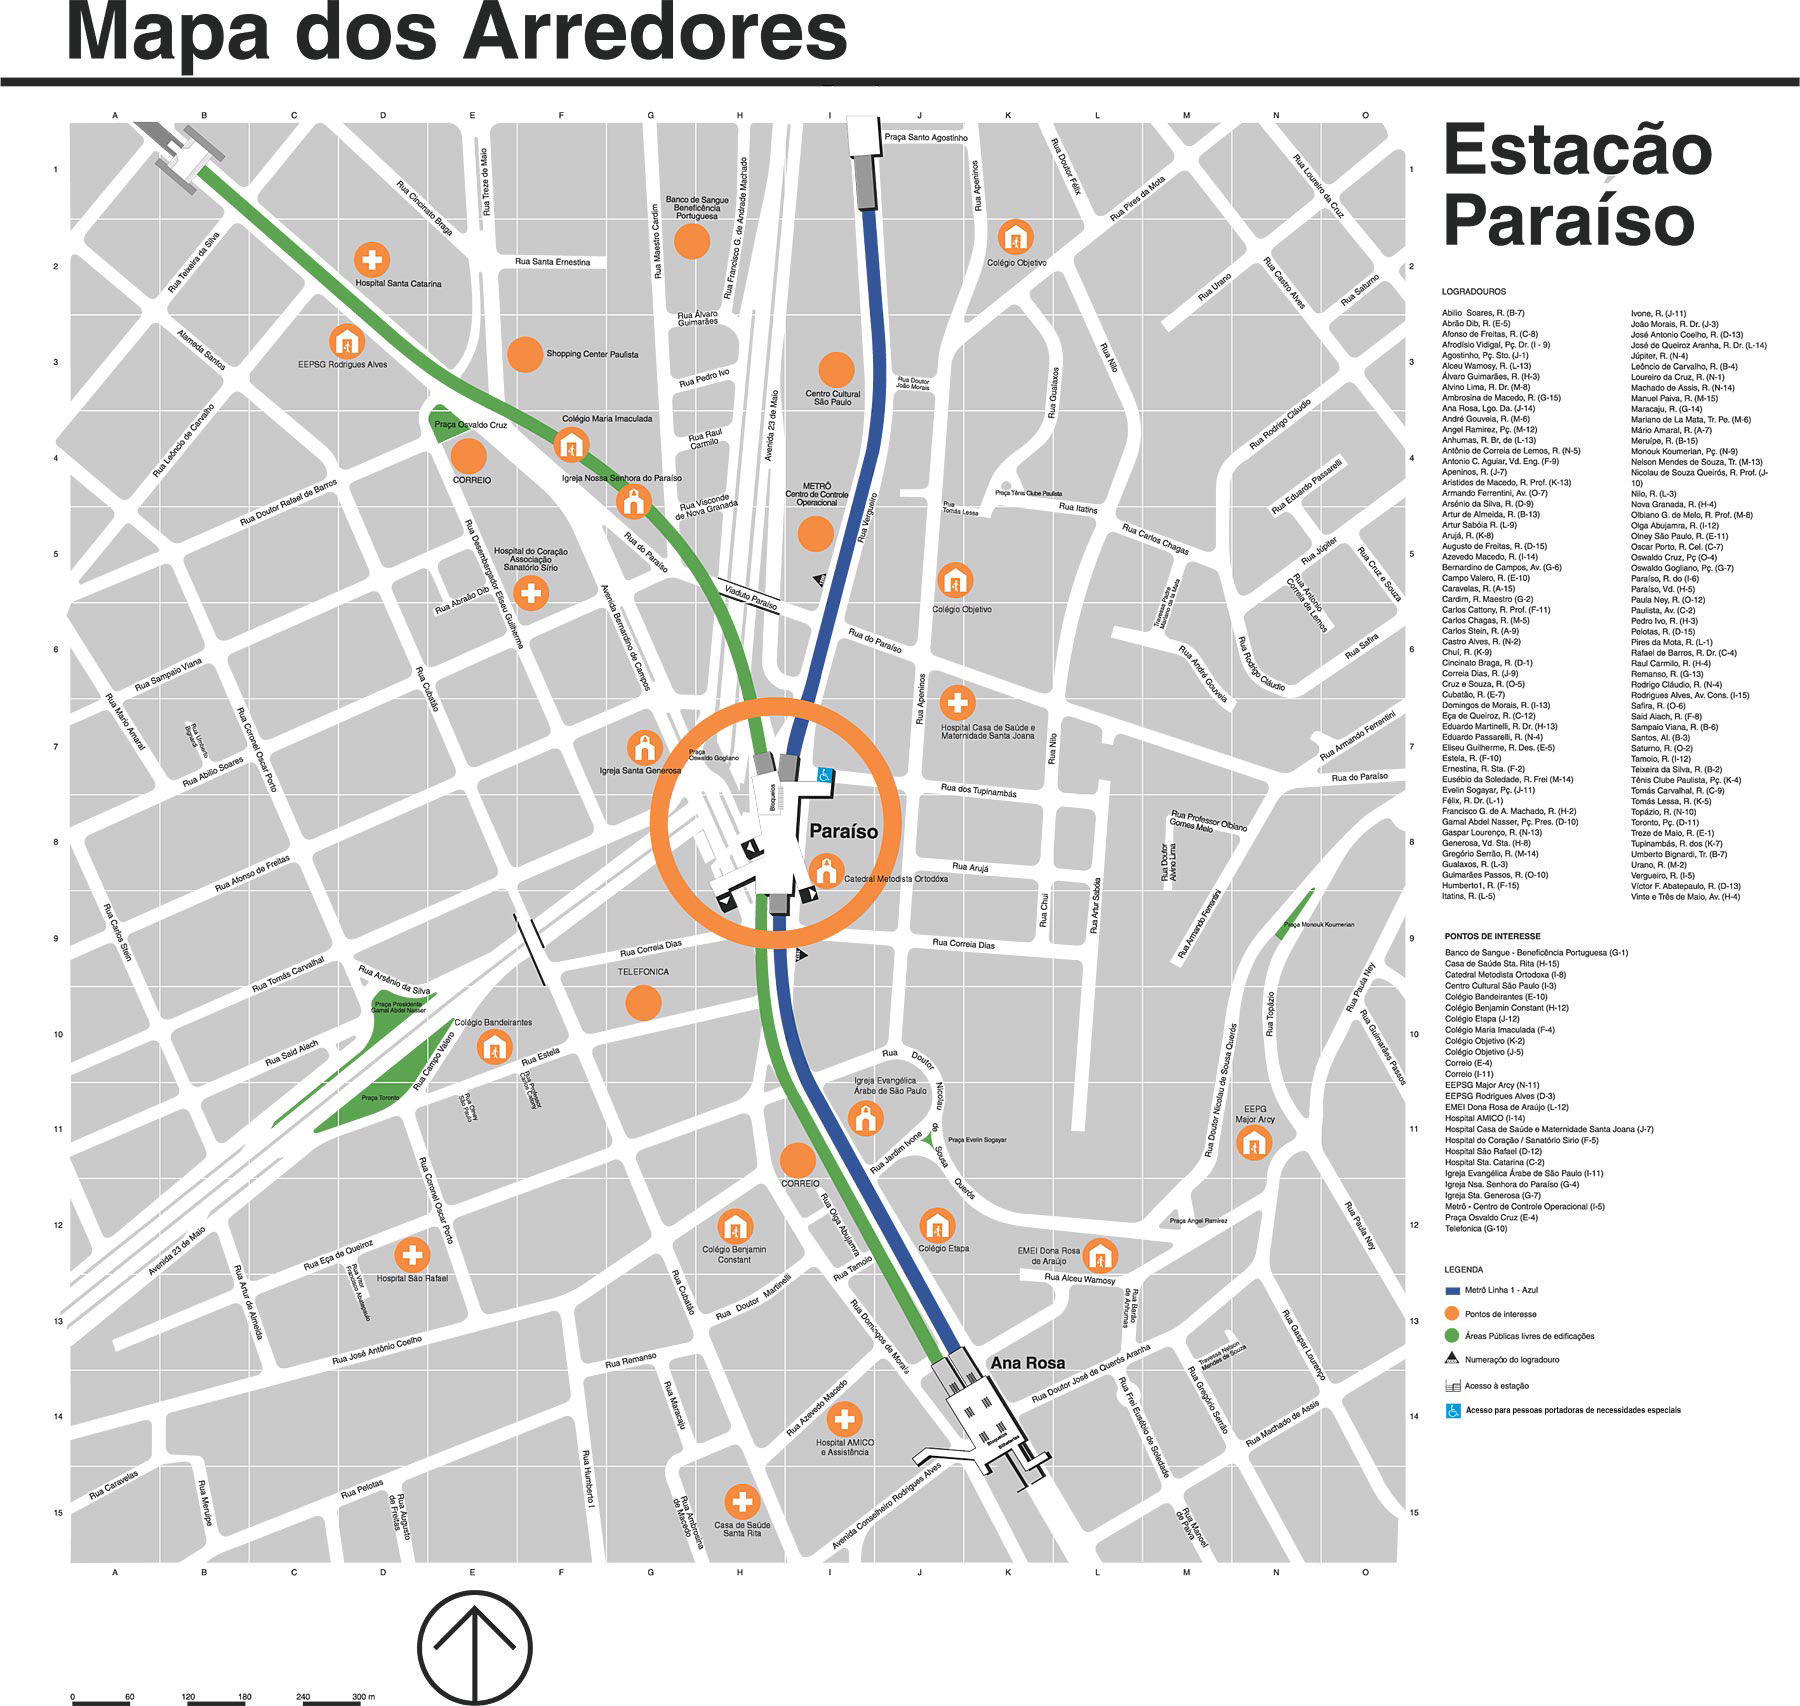 Mapa dos Arredores
A B C D E F G H I J K L M N O
1
2
3
4
5
6
7
8
9
10
11
12
13
14
15
Praça Santo Agostinho
Rua Treze de Maio
Rua Cincinato Braga
Rua Maestro Cardim
Rua Francisco G. de Andrade Machado
Rua Apeninos
Rua Doutor Félix
Rua Pires da Mota
Rua Loureiro da Cruz
Banco de Sangue
Beneficência
Portuguesa
Rua Teixeira da Silva
Hospital Santa Catarina
Rua Santa Ernestina
Colégio Objetivo
Rua Urano
Rua Castro Alves
Rua Saturno
Rua Álvaro
Guimarães
Alameda Santos
EEPSG Rodrigues Alves
Shopping Center Paulista
Rua Pedro Ivo
Centro Cultural
São Paulo
Rua Doutor
João Morais
Rua Nilo
Rua Gualaxos
Avenida 23 de Maio
Rua Leôncio de Carvalho
Praça Osvaldo Cruz
Colégio Maria Imaculada
Rua Raul
Carmilo
Rua Rodrigo Cláudio
CORREIO
Igreja Nossa Senhora do Paraíso
METRÔ
Centro de Controle
Operacional
Praça Tênis Clube Paulista
Rua Eduardo Passarelli
Rua Doutor Rafael de Barros
Rua Visconde
de Nova Granada
Rua Vergueiro
Rua
Tomás Lessa
Rua Itatins
Rua Carlos Chagas
Rua Desembargador Eliseu Guilherme
Hospital do Coração
Associação
Sanatório Sírio
Rua do Paraíso
Rua Júpiter
Rua Cruz e Souza
Rua Abraão Dib
Viaduto Paraíso
Colégio Objetivo
Travessa Padre
Mariano de la Mata
Rua Antonio
Correia de Lemos
Avenida Bernardino de Campos
Rua do Paraíso
Rua Sampaio Viana
Rua Cubatão
Rua Rodrigo Cláudio
Rua Safira
Rua André Gouveia
Rua Mario Amaral
Rua Umberto
Bignardi
Rua Coronel Oscar Porto
Rua Apeninos
Hospital Casa de Saúde e
Maternidade Santa Joana
Rua Nilo
Rua Armando Ferrentini
Rua Abilio Soares
Igreja Santa Generosa
Praça
Oswaldo Gogliano
Bloqueios
Rua dos Tupinambás
Rua do Paraíso
Paraíso
Rua Professor Olbiano
Gomes Melo
Rua Doutor
Alvino Lima
Rua Afonso de Freitas
Catedral Metodista Ortodóxa
Rua Arujá
Rua Chuí
Rua Artur Sabóia
Rua Armando Ferrentini
Praça Monouk Koumerian
Rua Carlos Stein
Rua Correia Dias
Rua Correia Dias
Rua Tomás Carvalhal
Rua Arsénio da Silva
TELEFONICA
Rua Paula Ney
Praça Presidente
Gamal Abdel Nasser
Colégio Bandeirantes
Rua Topázio
Rua Guimarães Passos
Rua Said Aiach
Rua Campo Valero
Rua Estela
Rua Doutor Nicolau de Sousa Querós
Rua Doutor Nicolau de Sousa Querós
Igreja Evangélica
Árabe de São Paulo
Praça Toronto
Rua Olney
São Paulo
Rua Professor
Carlos Cattony
EEPG
Major Arcy
Rua Jardim Ivone
Praça Evelin Sogayar
CORREIO
Rua Coronel Oscar Porto
Rua Olga Abujamra
Rua Paula Ney
Praça Angel Ramirez
Avenida 23 de Maio
Rua Eça de Queiroz
Colégio Benjamin
Constant
Colégio Etapa
EMEI Dona Rosa
de Araújo
Rua Tamoio
Rua Alceu Wamosy
Rua Artur de Almeida
Hospital São Rafael
Rua Cubatão
Rua Doutor Martinelli
Rua Barão
de Anhumas
Rua Gaspar Lourenço
Rua José Antônio Coelho
Rua Remanso
Rua Domingos de Morais
Ana Rosa
Travessa Nelson
Mendes de Souza
Rua Doutor José de Querós Aranha
Rua Maracaju
Rua Azevedo Macedo
Rua Frei Eusébio de Soledade
Rua Gregório Serrão
Rua Machado de Assis
Hospital AMICO
e Assistência
Bloqueios
Bilheterias
Rua Caravelas
Rua Meruípe
Rua Pelotas
Rua Augusto
de Freitas
Rua Humberto I
Rua Ambrosina
de Macedo
Casa de Saúde
Santa Rita
Avenida Conselheiro Rodrigues Alves
Rua Manoel
de Paiva
A B C D E F G H I J K L M N O
0 60 120 180 240 300 m
Estação
Paraíso
LOGRADOUROS
Abilio Soares, R. (B-7)
Abrão Dib, R. (E-5)
Afonso de Freitas, R. (C-8)
Afrodísio Vidigal, Pç. Dr. (I - 9)
Agostinho, Pç. Sto. (J-1)
Alceu Wamosy, R. (L-13)
Álvaro Guimarães, R. (H-3)
Alvino Lima, R. Dr. (M-8)
Ambrosina de Macedo, R. (G-15)
Ana Rosa, Lgo. Da. (J-14)
André Gouveia, R. (M-6)
Angel Ramirez, Pç. (M-12)
Anhumas, R. Br, de (L-13)
Antônio de Correia de Lemos, R. (N-5)
Antonio C. Aguiar, Vd. Eng. (F-9)
Apeninos, R. (J-7)
Aristides de Macedo, R. Prof. (K-13)
Armando Ferrentini, Av. (O-7)
Arsénio da Silva, R. (D-9)
Artur de Almeida, R. (B-13)
Artur Sabóia R. (L-9)
Arujá, R. (K-8)
Augusto de Freitas, R. (D-15)
Azevedo Macedo, R. (I-14)
Bernardino de Campos, Av. (G-6)
Campo Valero, R. (E-10)
Caravelas, R. (A-15)
Cardim, R. Maestro (G-2)
Carlos Cattony, R. Prof. (F-11)
Carlos Chagas, R. (M-5)
Carlos Stein, R. (A-9)
Castro Alves, R. (N-2)
Chuí, R. (K-9)
Cincinato Braga, R. (D-1)
Correia Dias, R. (J-9)
Cruz e Souza, R. (O-5)
Cubatão, R. (E-7)
Domingos de Morais, R. (I-13)
Eça de Queiroz, R. (C-12)
Eduardo Martinelli, R. Dr. (H-13)
Eduardo Passarelli, R. (N-4)
Eliseu Guilherme, R. Des. (E-5)
Estela, R. (F-10)
Ernestina, R. Sta. (F-2)
Eusébio da Soledade, R. Frei (M-14)
Evelin Sogayar, Pç. (J-11)
Félix, R. Dr. (L-1)
Francisco G. de A. Machado, R. (H-2)
Gamal Abdel Nasser, Pç. Pres. (D-10)
Gaspar Lourenço, R. (N-13)
Generosa, Vd. Sta. (H-8)
Gregório Serrão, R. (M-14)
Gualaxos, R. (L-3)
Guimarães Passos, R. (O-10)
Humberto1, R. (F-15)
Itatins, R. (L-5)
Ivone, R. (J-11)
João Morais, R. Dr. (J-3)
José Antonio Coelho, R. (D-13)
José de Queiroz Aranha, R. Dr. (L-14)
Júpiter, R. (N-4)
Leôncio de Carvalho, R. (B-4)
Loureiro da Cruz, R. (N-1)
Machado de Assis, R. (N-14)
Manuel Paiva, R. (M-15)
Maracaju, R. (G-14)
Mariano de La Mata, Tr. Pe. (M-6)
Mário Amaral, R. (A-7)
Meruípe, R. (B-15)
Monouk Koumerian, Pç. (N-9)
Nelson Mendes de Souza, Tr. (M-13)
Nicolau de Souza Queirós, R. Prof. (J-
10)
Nilo, R. (L-3)
Nova Granada, R. (H-4)
Olbiano G. de Melo, R. Prof. (M-8)
Olga Abujamra, R. (I-12)
Olney São Paulo, R. (E-11)
Oscar Porto, R. Cel. (C-7)
Oswaldo Cruz, Pç (O-4)
Oswaldo Gogliano, Pç. (G-7)
Paraíso, R. do (I-6)
Paraíso, Vd. (H-5)
Paula Ney, R. (O-12)
Paulista, Av. (C-2)
Pedro Ivo, R. (H-3)
Pelotas, R. (D-15)
Pires da Mota, R. (L-1)
Rafael de Barros, R. Dr. (C-4)
Raul Carmilo, R. (H-4)
Remanso, R. (G-13)
Rodrigo Cláudio, R. (N-4)
Rodrigues Alves, Av. Cons. (I-15)
Safira, R. (O-6)
Said Aiach, R. (F-8)
Sampaio Viana, R. (B-6)
Santos, Al. (B-3)
Saturno, R. (O-2)
Tamoio, R. (I-12)
Teixeira da Silva, R. (B-2)
Tênis Clube Paulista, Pç. (K-4)
Tomás Carvalhal, R. (C-9)
Tomás Lessa, R. (K-5)
Topázio, R. (N-10)
Toronto, Pç. (D-11)
Treze de Maio, R. (E-1)
Tupinambás, R. dos (K-7)
Umberto Bignardi, Tr. (B-7)
Urano, R. (M-2)
Vergueiro, R. (I-5)
Víctor F. Abatepaulo, R. (D-13)
Vinte e Três de Maio, Av. (H-4)
PONTOS DE INTERESSE
Banco de Sangue - Beneficência Portuguesa (G-1)
Casa de Saúde Sta. Rita (H-15)
Catedral Metodista Ortodoxa (I-8)
Centro Cultural São Paulo (I-3)
Colégio Bandeirantes (E-10)
Colégio Benjamin Constant (H-12)
Colégio Etapa (J-12)
Colégio Maria Imaculada (F-4)
Colégio Objetivo (K-2)
Colégio Objetivo (J-5)
Correio (E-4)
Correio (I-11)
EEPSG Major Arcy (N-11)
EEPSG Rodrigues Alves (D-3)
EMEI Dona Rosa de Araújo (L-12)
Hospital AMICO (I-14)
Hospital Casa de Saúde e Maternidade Santa Joana (J-7)
Hospital do Coração / Sanatório Sirio (F-5)
Hospital São Rafael (D-12)
Hospital Sta. Catarina (C-2)
Igreja Evangélica Árabe de São Paulo (I-11)
Igreja Nsa. Senhora do Paraíso (G-4)
Igreja Sta. Generosa (G-7)
Metrô - Centro de Controle Operacional (I-5)
Praça Osvaldo Cruz (E-4)
Telefonica (G-10)
LEGENDA
Metrô Linha 1 - Azul
Pontos de interesse
Áreas Públicas livres de edificações
Numeração do logradouro
Acesso à estação
Acesso para pessoas portadoras de necessidades especiais